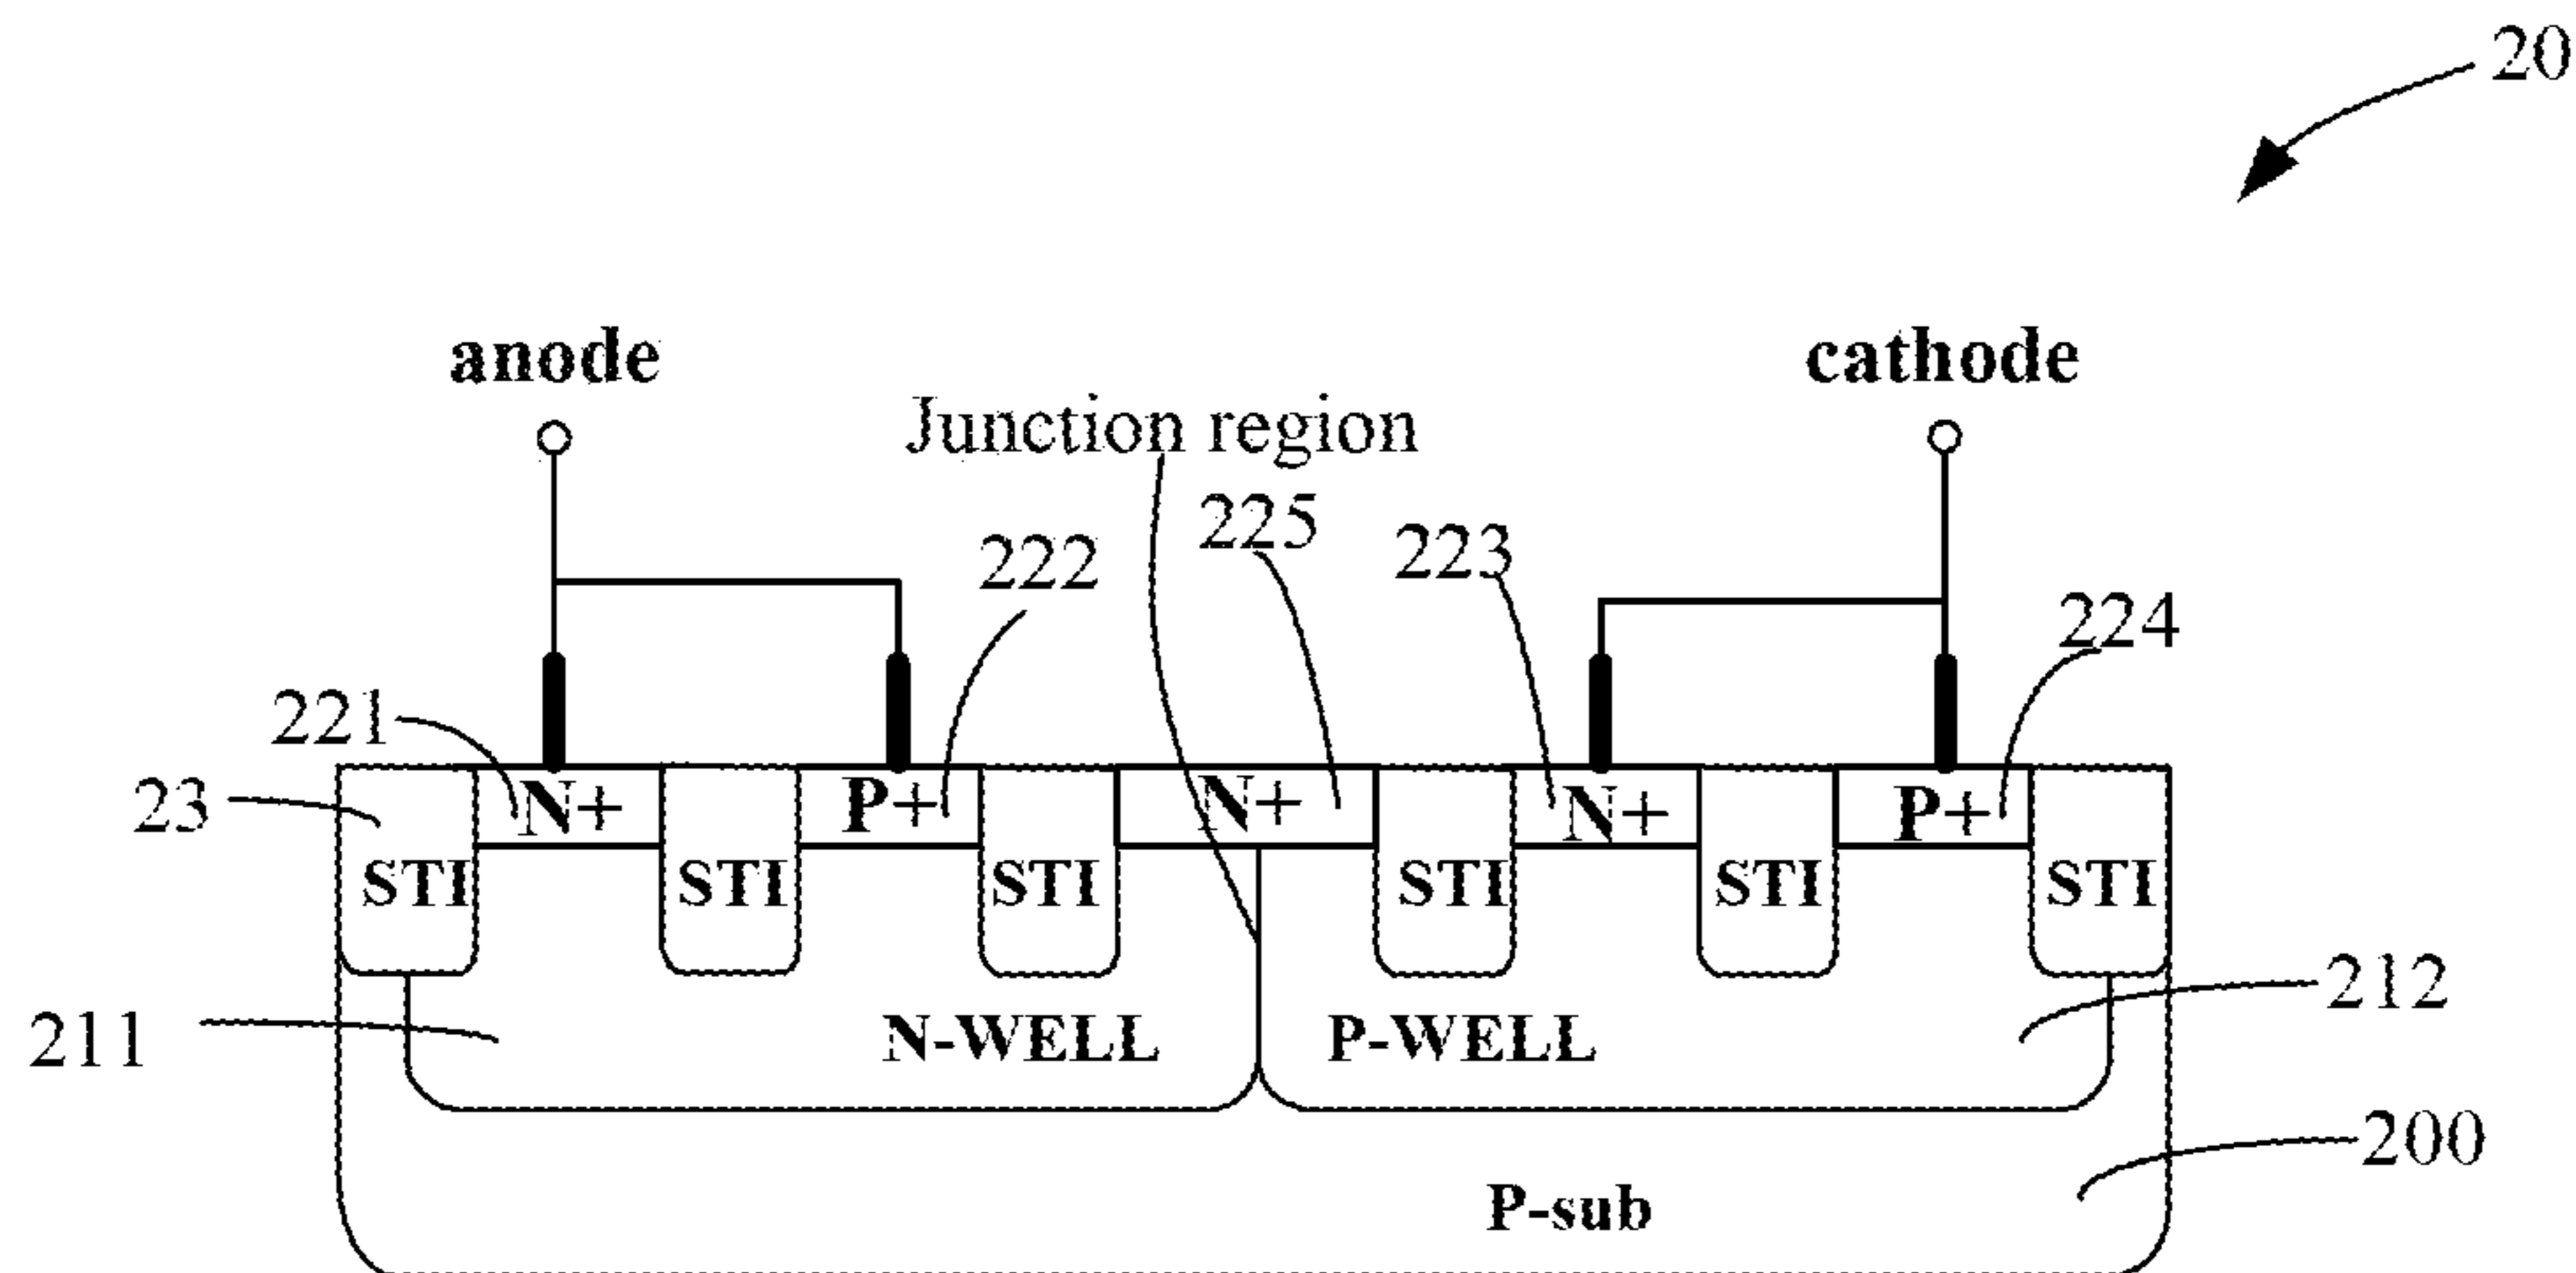 20
anode
cathode
Junction region
225
223
222
224
221
23
N+
P+
N+
N+
P+
STI
STI
STI
STI
STI
STI
211
N-WELL
P-WELL
212
200
P-sub